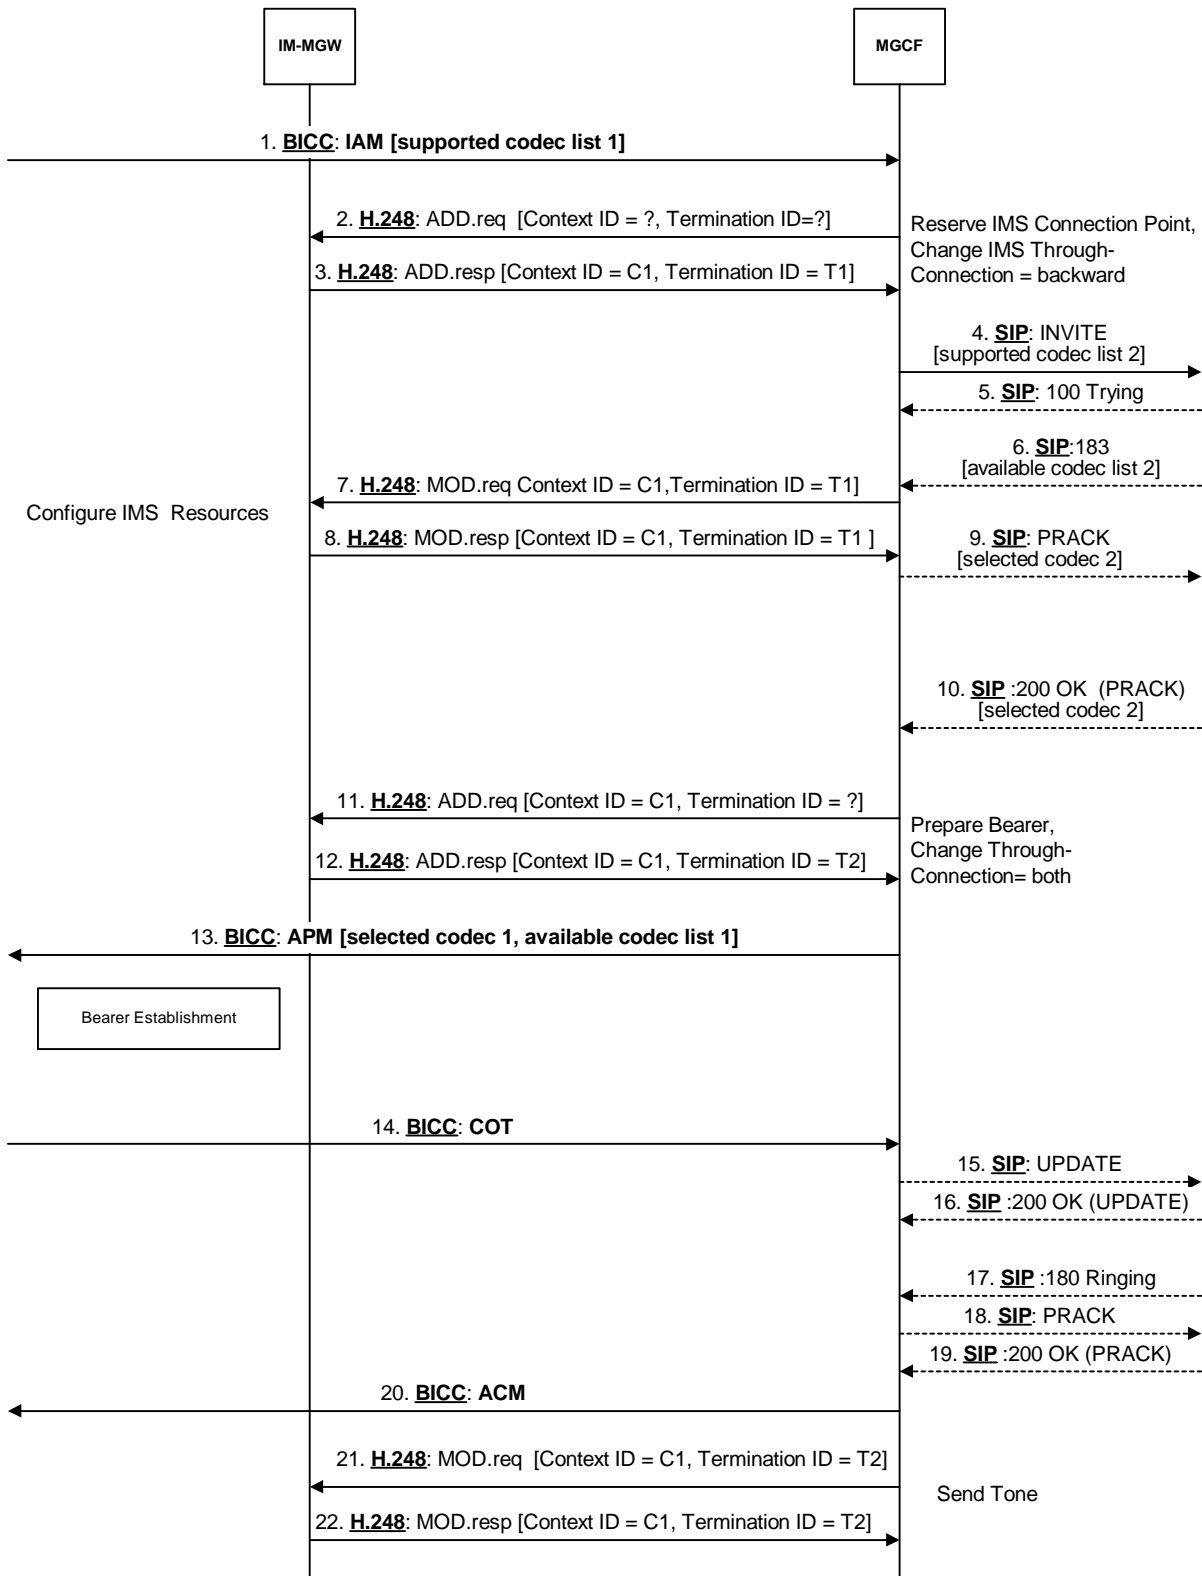 IM-MGW
MGCF
1. BICC: IAM [supported codec list 1]
2. H.248: ADD.req [Context ID = ?, Termination ID=?]
Reserve IMS Connection Point,
Change IMS Through-
Connection = backward
3. H.248: ADD.resp [Context ID = C1, Termination ID = T1]
4. SIP: INVITE
[supported codec list 2]
5. SIP: 100 Trying
6. SIP:183
[available codec list 2]
7. H.248: MOD.req Context ID = C1,Termination ID = T1]
Configure IMS Resources
8. H.248: MOD.resp [Context ID = C1, Termination ID = T1 ]
9. SIP: PRACK
[selected codec 2]
10. SIP :200 OK (PRACK)
[selected codec 2]
11. H.248: ADD.req [Context ID = C1, Termination ID = ?]
Prepare Bearer,
Change Through-
Connection= both
12. H.248: ADD.resp [Context ID = C1, Termination ID = T2]
13. BICC: APM [selected codec 1, available codec list 1]
Bearer Establishment
14. BICC: COT
15. SIP: UPDATE
16. SIP :200 OK (UPDATE)
17. SIP :180 Ringing
18. SIP: PRACK
19. SIP :200 OK (PRACK)
20. BICC: ACM
21. H.248: MOD.req [Context ID = C1, Termination ID = T2]
Send Tone
22. H.248: MOD.resp [Context ID = C1, Termination ID = T2]